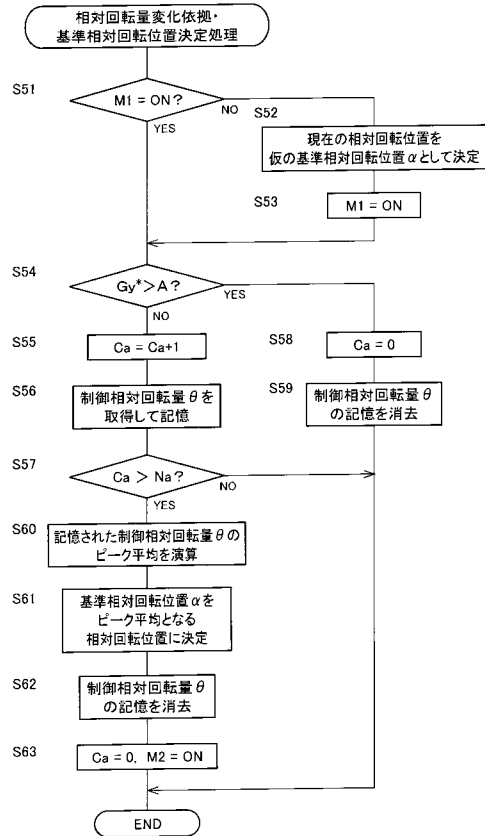 相対回転量変化依拠・
基準相対回転位置決定処理
S51
M1 = ON?
NO
YES
S52
現在の相対回転位置を
仮の基準相対回転位置αとして決定
S53
M1 = ON
S54
Gy*>A?
YES
NO
S55
Ca = Ca+1
S58
Ca = 0
S56
制御相対回転量θを
取得して記憶
S59
制御相対回転量θ
の記憶を消去
S57
Ca > Na?
NO
YES
S60
記憶された制御相対回転量θの
ピーク平均を演算
S61
基準相対回転位置αを
ピーク平均となる
相対回転位置に決定
S62
制御相対回転量θ
の記憶を消去
S63
Ca = 0, M2 = ON
END